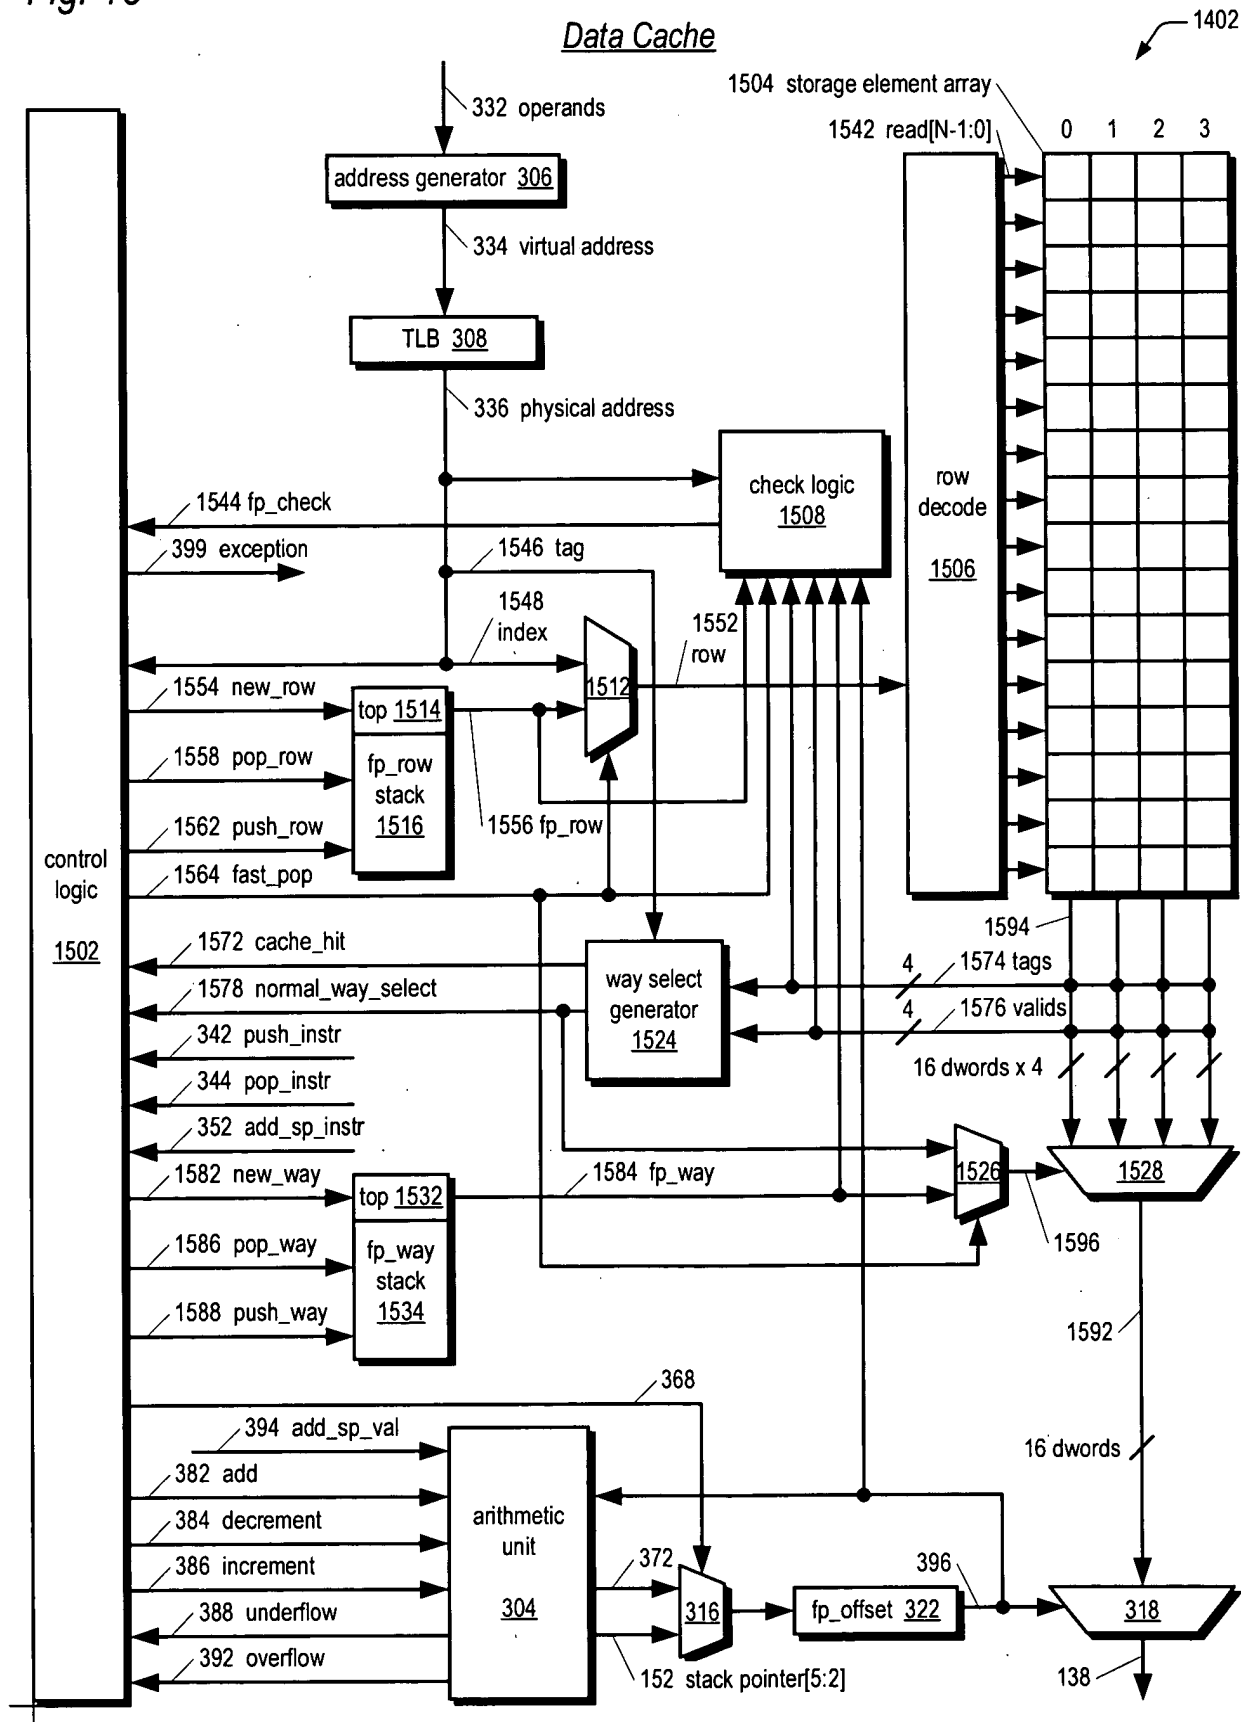 Data Cache
1402
1504 storage element array
332 operands
1542 read[N-1:0]
0 1 2 3
address generator 306
334 virtual address
TLB 308
336 physical address
check logic
1508
row
decode
1506
1544 fp_check
399 exception
1546 tag
1548
index
1552
row
1512
1554 new_row
top 1514
1558 pop_row
fp_row
stack
1516
1556 fp_row
1562 push_row
1564 fast_pop
control
logic
1502
1594
1572 cache_hit
way select
generator
1524
4
1574 tags
1578 normal_way_select
4
1576 valids
342 push_instr
16 dwords x 4
344 pop_instr
352 add_sp_instr
1582 new_way
top 1532
1584 fp_way
1526
1528
1586 pop_way
fp_way
stack
1534
1596
1588 push_way
1592
368
394 add_sp_val
16 dwords
382 add
arithmetic
unit
304
384 decrement
386 increment
372
396
316
fp_offset 322
318
388 underflow
392 overflow
152 stack pointer[5:2]
138